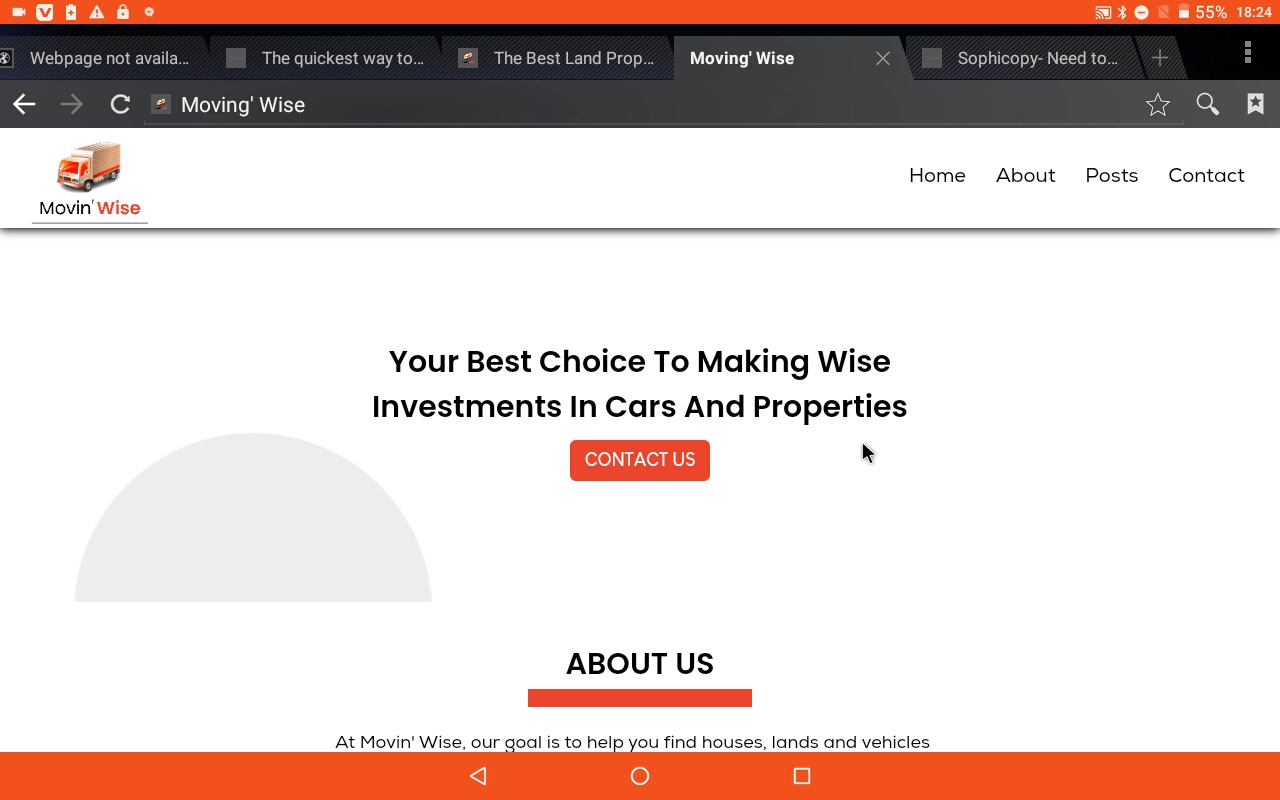 55% 18:24
Webpage not availa...
The quickest way to...
The Best Land Prop...
Moving' Wise
Sophicopy- Need to...
Moving' Wise
Movin' Wise
Home About Posts Contact
Your Best Choice To Making Wise
Investments In Cars And Properties
CONTACT US
ABOUT US
At Movin' Wise, our goal is to help you find houses, lands and vehicles